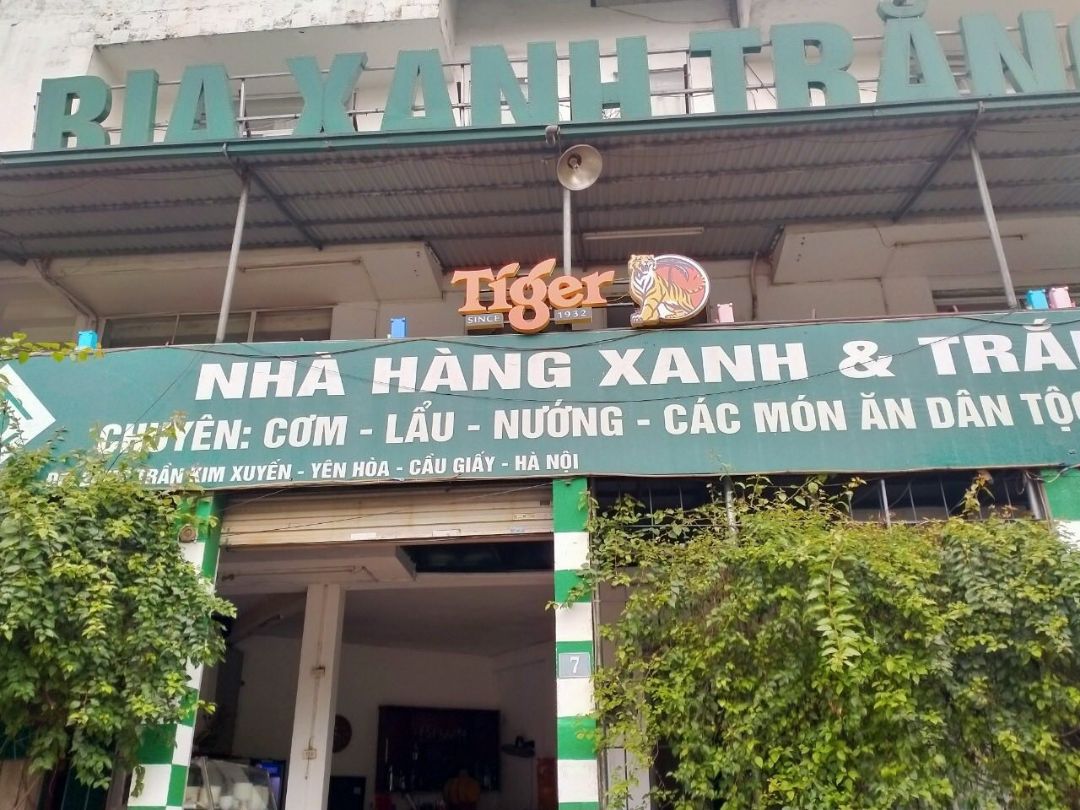 BIA XANH TRẮNG
Tiger
SINCE 1932
NHÀ HÀNG XANH & TRẮ
CHUYÊN: CƠM - LẨU - NƯỚNG - CÁC MÓN ĂN DÂN TỘC
TRẦN KIM XUYẾN - YÊN HÒA - CẦU GIẤY - HÀ NỘI
7